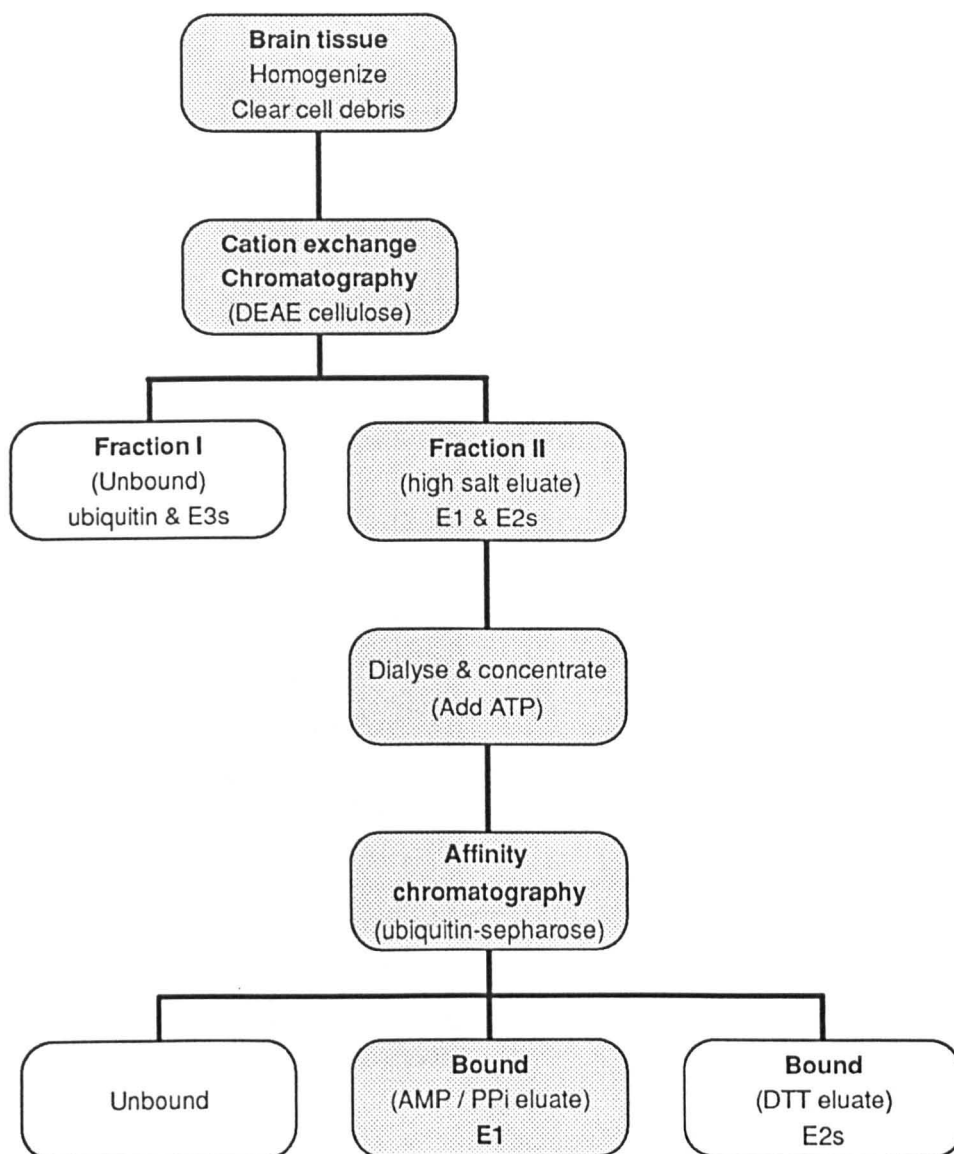 Brain tissue
Homogenize
Clear cell debris
Cation exchange
Chromatography
(DEAE cellulose)
Fraction I
(Unbound)
ubiquitin & E3s
Fraction II
(high salt eluate)
E1 & E2s
Dialyse & concentrate
(Add ATP)
Affinity
chromatography
(ubiquitin-sepharose)
Unbound
Bound
(AMP / PPi eluate)
E1
Bound
(DTT eluate)
E2s